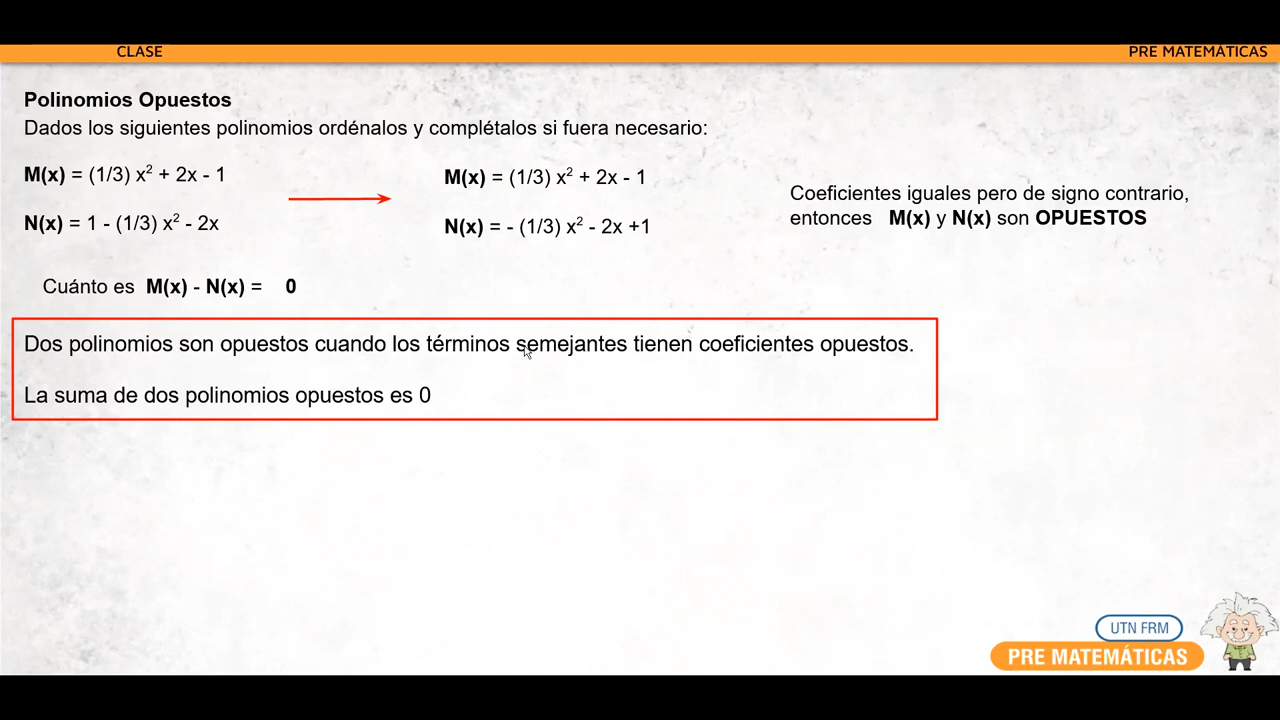 CLASE
PRE MATEMÁTICAS
Polinomios Opuestos
Dados los siguientes polinomios ordénalos y complétalos si fuera necesario:
M(x) = (1/3) x² + 2x - 1
N(x) = 1 - (1/3) x² - 2x
M(x) = (1/3) x² + 2x - 1
N(x) = - (1/3) x² - 2x +1
Coeficientes iguales pero de signo contrario,
entonces M(x) y N(x) son OPUESTOS
Cuánto es M(x) - N(x) = 0
Dos polinomios son opuestos cuando los términos semejantes tienen coeficientes opuestos.
La suma de dos polinomios opuestos es 0
UTN FRM
PRE MATEMÁTICAS